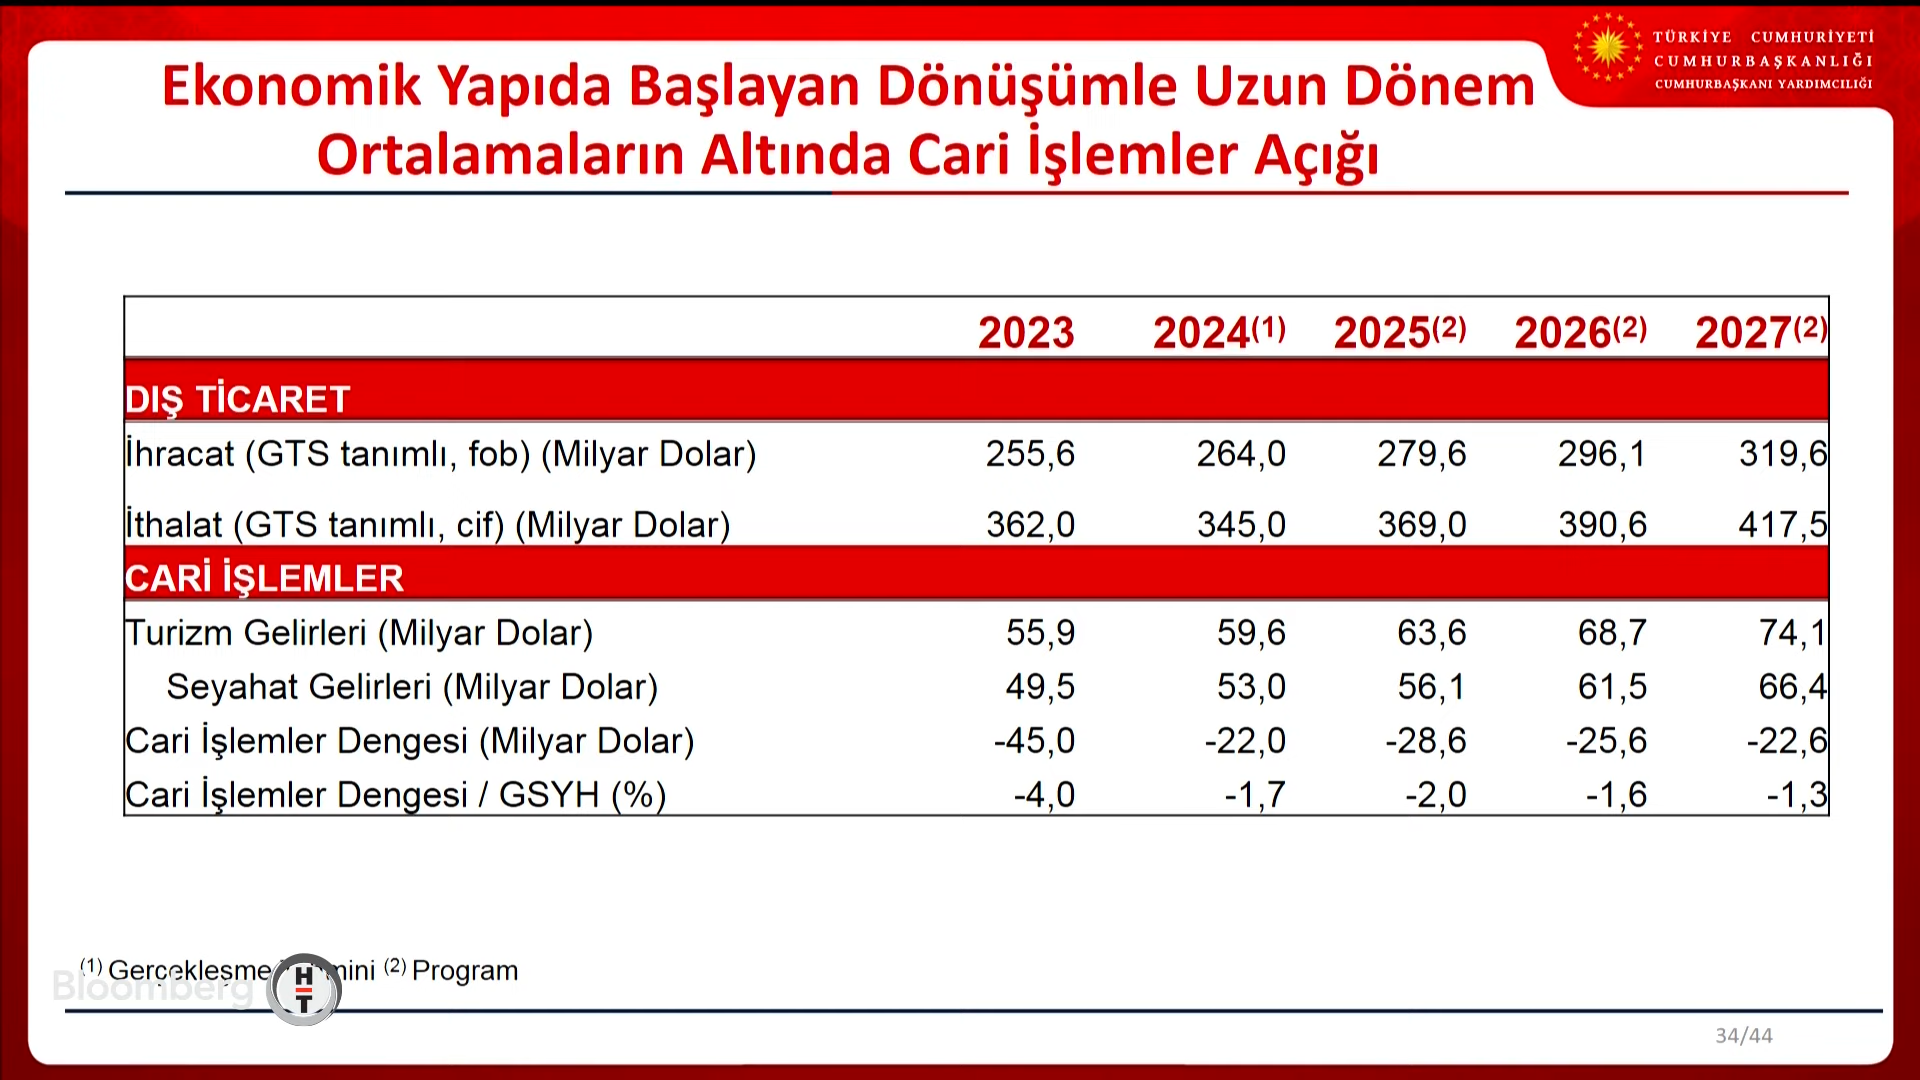 TÜRKİYE CUMHURİYETİ
CUMHURBAŞKANLIĞI
CUMHURBAŞKANI YARDIMCILIĞI
Ekonomik Yapıda Başlayan Dönüşümle Uzun Dönem
Ortalamaların Altında Cari İşlemler Açığı
2023 2024(1) 2025(2) 2026(2) 2027(2)
DIŞ TİCARET
İhracat (GTS tanımlı, fob) (Milyar Dolar) 255,6 264,0 279,6 296,1 319,6
İthalat (GTS tanımlı, cif) (Milyar Dolar) 362,0 345,0 369,0 390,6 417,5
CARİ İŞLEMLER
Turizm Gelirleri (Milyar Dolar) 55,9 59,6 63,6 68,7 74,1
Seyahat Gelirleri (Milyar Dolar) 49,5 53,0 56,1 61,5 66,4
Cari İşlemler Dengesi (Milyar Dolar) -45,0 -22,0 -28,6 -25,6 -22,6
Cari İşlemler Dengesi / GSYH (%) -4,0 -1,7 -2,0 -1,6 -1,3
(1) Gerçekleşme (2) Program
Bloomberg HT
34/44